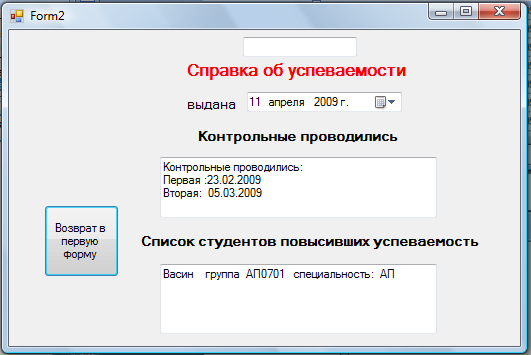 Form2
Справка об успеваемости
выдана 11 апреля 2009 г.
Контрольные проводились
Контрольные проводились:
Первая :23.02.2009
Вторая: 05.03.2009
Возврат в
первую
форму
Список студентов повысивших успеваемость
Васин группа АП0701 специальность: АП